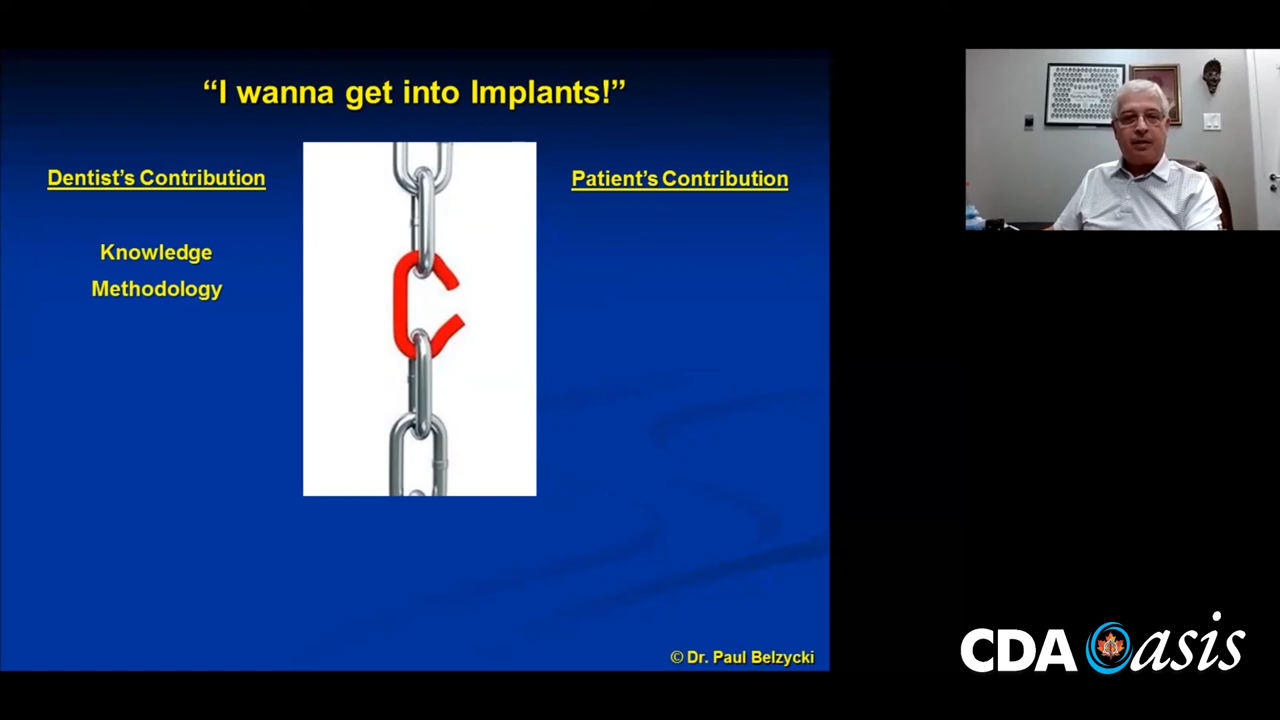 “I wanna get into Implants!”
Dentist’s Contribution
Patient’s Contribution
Knowledge
Methodology
© Dr. Paul Belzycki
CDA Oasis